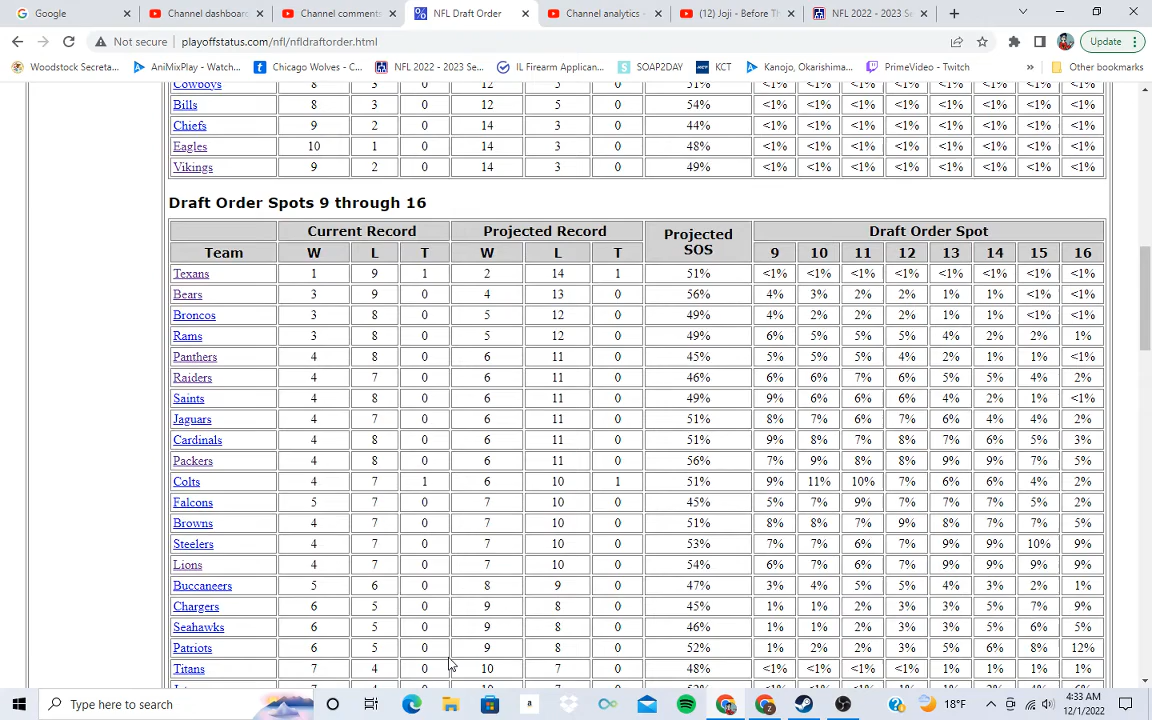 Google
Channel dashboard
Channel comments
NFL Draft Order
Channel analytics
(12) Joji - Before Th
NFL 2022 - 2023 Se
Not secure | playoffstatus.com/nfl/nfldraftorder.html
Update
Woodstock Secreta...
AniMixPlay - Watch...
Chicago Wolves - C...
NFL 2022 - 2023 Se...
IL Firearm Applican...
SOAP2DAY
KCT
Kanojo, Okarishima...
PrimeVideo - Twitch
»
Other bookmarks
Cowboys 8 3 0 12 5 0 51% <1% <1% <1% <1% <1% <1% <1% <1%
Bills 8 3 0 12 5 0 54% <1% <1% <1% <1% <1% <1% <1% <1%
Chiefs 9 2 0 14 3 0 44% <1% <1% <1% <1% <1% <1% <1% <1%
Eagles 10 1 0 14 3 0 48% <1% <1% <1% <1% <1% <1% <1% <1%
Vikings 9 2 0 14 3 0 49% <1% <1% <1% <1% <1% <1% <1% <1%
Draft Order Spots 9 through 16
Current Record Projected Record Projected SOS Draft Order Spot
Team W L T W L T 9 10 11 12 13 14 15 16
Texans 1 9 1 2 14 1 51% <1% <1% <1% <1% <1% <1% <1% <1%
Bears 3 9 0 4 13 0 56% 4% 3% 2% 2% 1% 1% <1% <1%
Broncos 3 8 0 5 12 0 49% 4% 2% 2% 2% 1% 1% <1% <1%
Rams 3 8 0 5 12 0 49% 6% 5% 5% 5% 4% 2% 2% 1%
Panthers 4 8 0 6 11 0 45% 5% 5% 5% 4% 2% 1% 1% <1%
Raiders 4 7 0 6 11 0 46% 6% 6% 7% 6% 5% 5% 4% 2%
Saints 4 8 0 6 11 0 49% 9% 6% 6% 6% 4% 2% 1% <1%
Jaguars 4 7 0 6 11 0 51% 8% 7% 6% 7% 6% 4% 4% 2%
Cardinals 4 8 0 6 11 0 51% 9% 8% 7% 8% 7% 6% 5% 3%
Packers 4 8 0 6 11 0 56% 7% 9% 8% 8% 9% 9% 7% 5%
Colts 4 7 1 6 10 1 51% 9% 11% 10% 7% 6% 6% 4% 2%
Falcons 5 7 0 7 10 0 45% 5% 7% 9% 7% 7% 7% 5% 2%
Browns 4 7 0 7 10 0 51% 8% 8% 7% 9% 8% 7% 7% 5%
Steelers 4 7 0 7 10 0 53% 7% 7% 6% 7% 9% 9% 10% 9%
Lions 4 7 0 7 10 0 54% 6% 7% 6% 7% 9% 9% 9% 9%
Buccaneers 5 6 0 8 9 0 47% 3% 4% 5% 5% 4% 3% 2% 1%
Chargers 6 5 0 9 8 0 45% 1% 1% 2% 3% 3% 5% 7% 9%
Seahawks 6 5 0 9 8 0 46% 1% 1% 2% 3% 3% 5% 6% 5%
Patriots 6 5 0 9 8 0 52% 1% 2% 2% 3% 5% 6% 8% 12%
Titans 7 4 0 10 7 0 48% <1% <1% <1% <1% 1% 1% 1% 1%
Type here to search
18°F
4:33 AM
12/1/2022